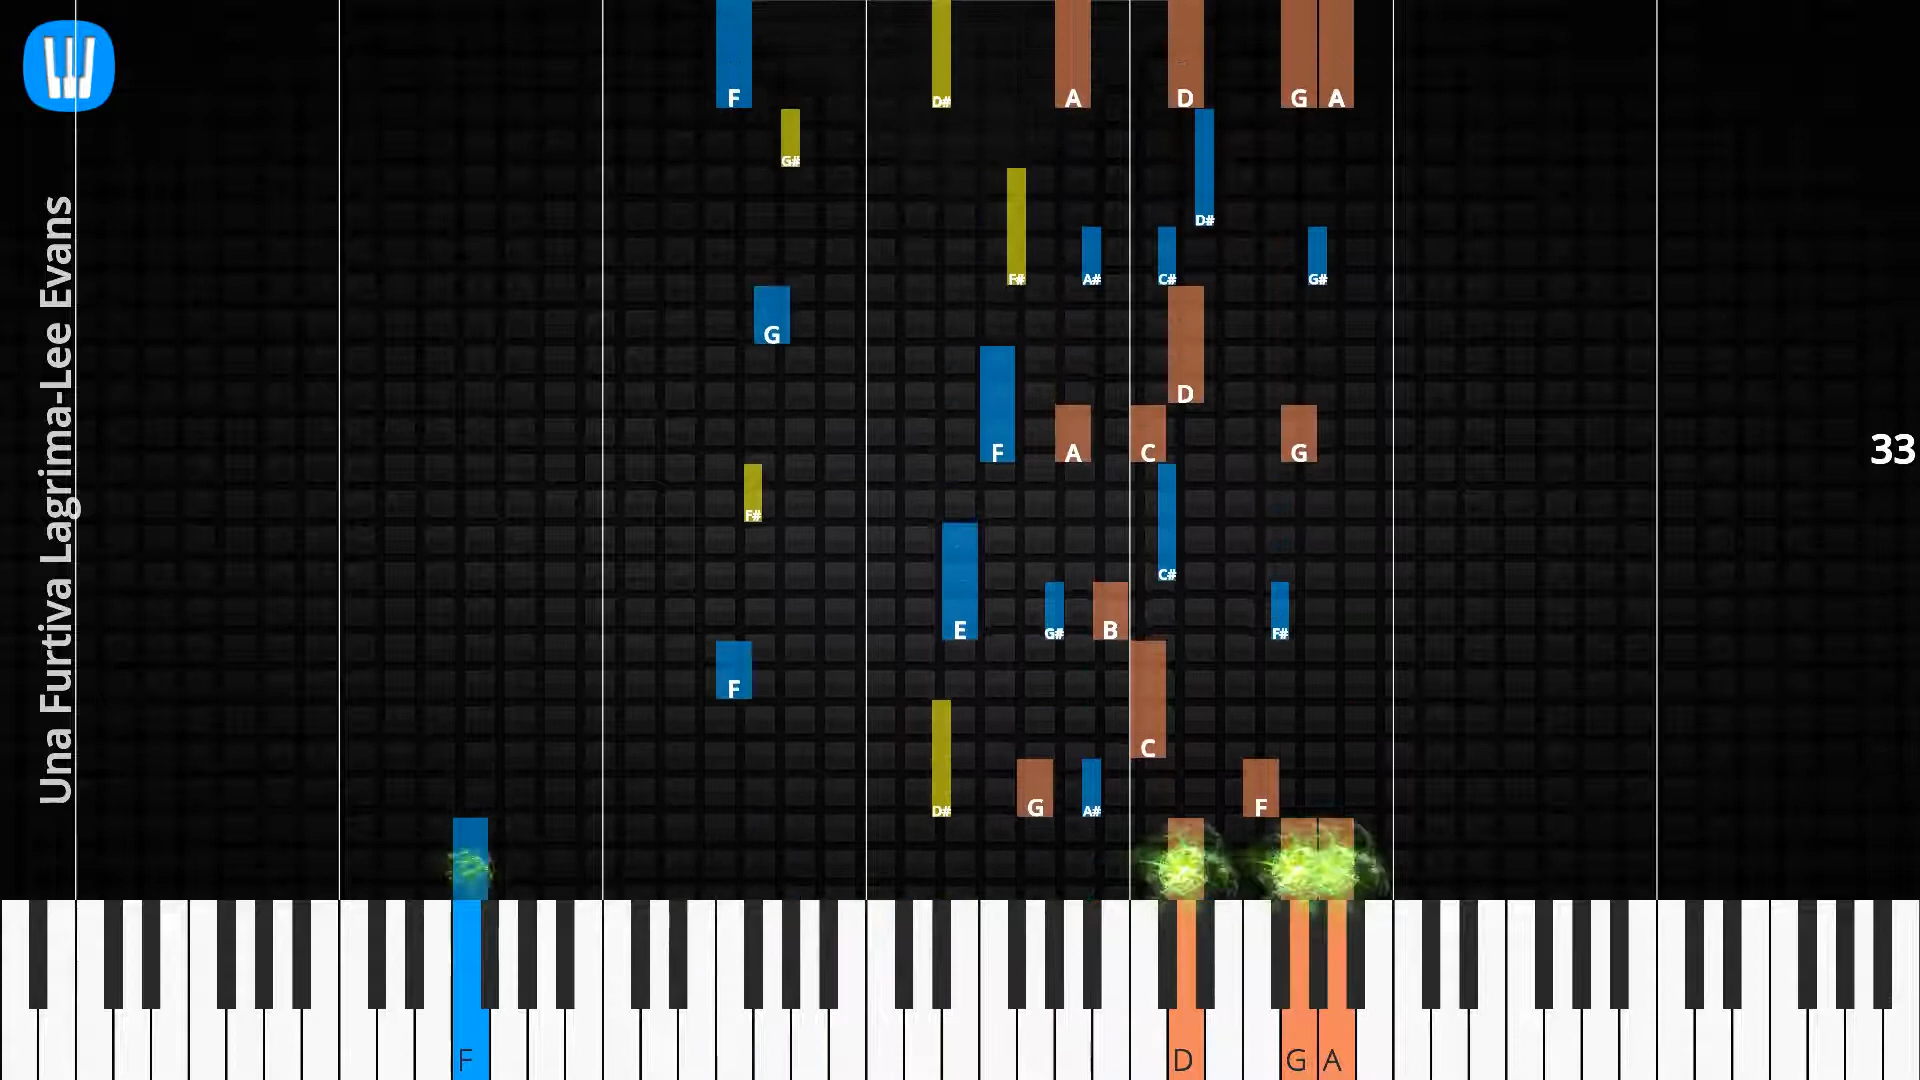 Una Furtiva Lagrima-Lee Evans
F D# A D G A
G#
D#
F# A# C# G#
G
D
F A C G
F#
C#
E G# B F#
F
C
D# G A# F
33
F D G A